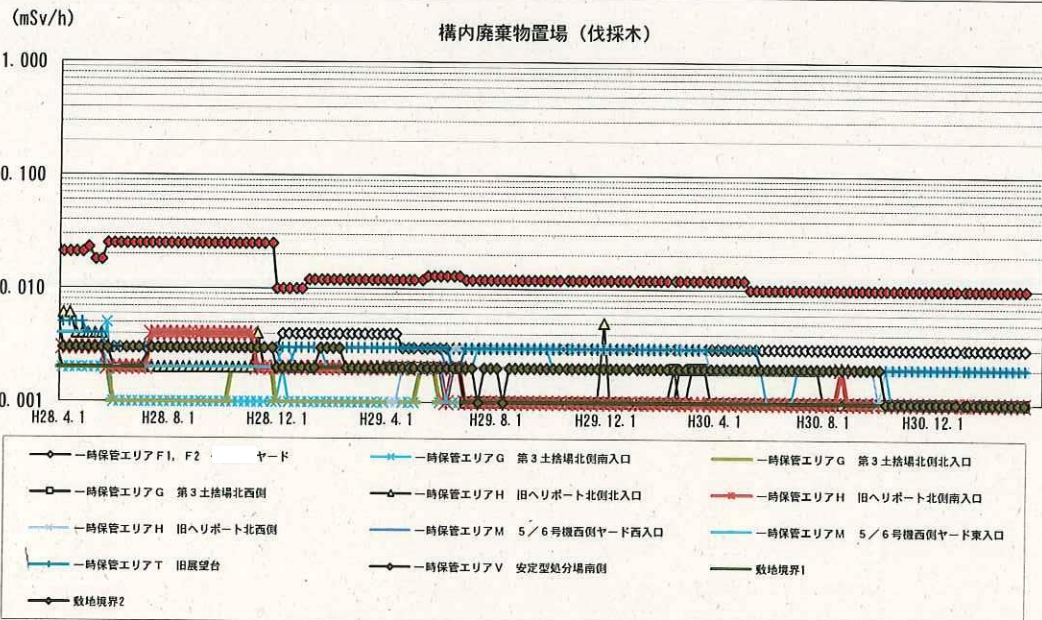 (mSv/h)
構内廃棄物置場（伐採木）
1.000
0.100
0.010
0.001
H28. 4. 1 H28. 8. 1 H28. 12. 1 H29. 4. 1 H29. 8. 1 H29. 12. 1 H30. 4. 1 H30. 8. 1 H30. 12. 1
一時保管エリアF1, F2 ヤード
一時保管エリアG 第3土捨場北側南入口
一時保管エリアG 第3土捨場北側北入口
一時保管エリアG 第3土捨場北西側
一時保管エリアH 旧ヘリポート北側北入口
一時保管エリアH 旧ヘリポート北側南入口
一時保管エリアH 旧ヘリポート北西側
一時保管エリアM 5／6号機西側ヤード西入口
一時保管エリアM 5／6号機西側ヤード東入口
一時保管エリアT 旧展望台
一時保管エリアV 安定型処分場南側
敷地境界1
敷地境界2